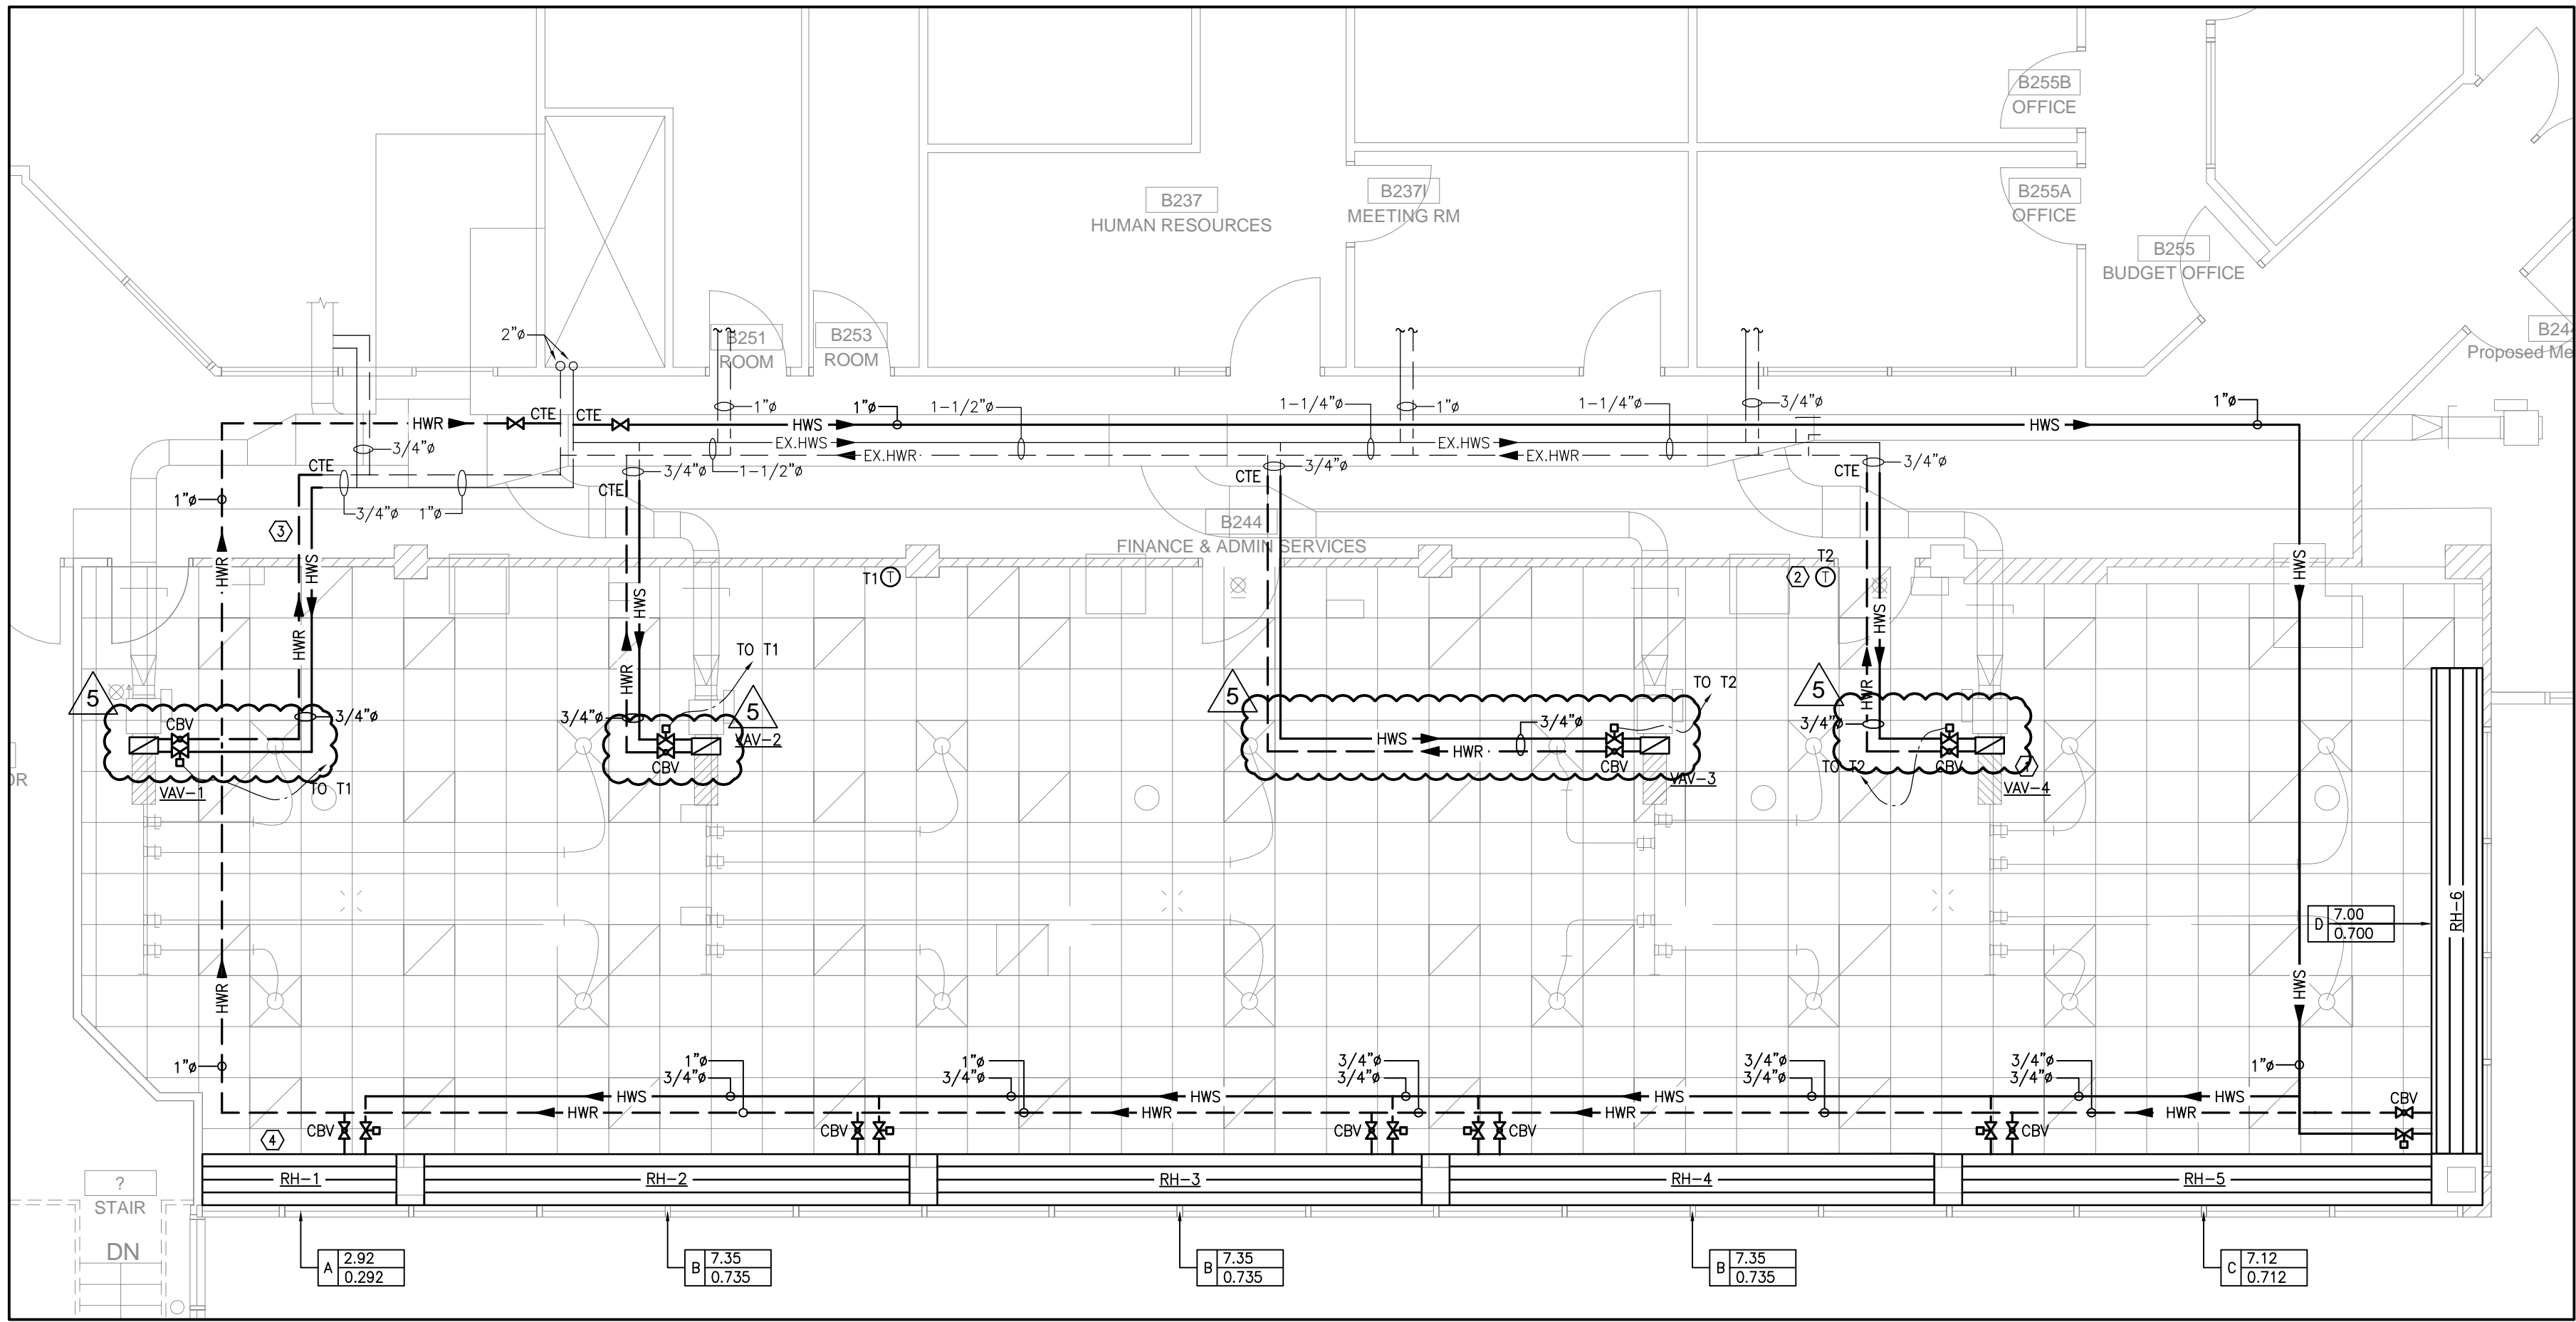 B255B
OFFICE
B237
HUMAN RESOURCES
B237I
MEETING RM
B255A
OFFICE
B255
BUDGET OFFICE
2"ø
B251
ROOM
B253
ROOM
B244
Proposed Me
HWR
CTE
CTE
1"ø
1"ø
1-1/2"ø
1-1/4"ø
1"ø
1-1/4"ø
3/4"ø
1"ø
HWS
HWS
3/4"ø
EX.HWS
EX.HWS
EX.HWR
EX.HWR
CTE
3/4"ø
1-1/2"ø
3/4"ø
3/4"ø
CTE
CTE
CTE
1"ø
3/4"ø
1"ø
3
B244
FINANCE & ADMIN SERVICES
T1
T
2
T2
T
HWR
HWS
HWS
HWS
HWS
HWR
HWR
HWR
TO T1
TO T2
5
5
5
5
CBV
3/4"ø
3/4"ø
VAV-2
3/4"ø
3/4"ø
HWS
HWR
CBV
CBV
CBV
TO T1
VAV-1
VAV-3
TO T2
1
VAV-4
OR
RH-6
D
7.00
0.700
HWR
HWS
1"ø
1"ø
3/4"ø
1"ø
3/4"ø
3/4"ø
3/4"ø
3/4"ø
3/4"ø
3/4"ø
3/4"ø
1"ø
HWS
HWS
HWS
HWS
HWS
CBV
HWR
HWR
HWR
HWR
HWR
4
CBV
CBV
CBV
CBV
CBV
RH-1
RH-2
RH-3
RH-4
RH-5
?
STAIR
DN
A
2.92
0.292
B
7.35
0.735
B
7.35
0.735
B
7.35
0.735
C
7.12
0.712